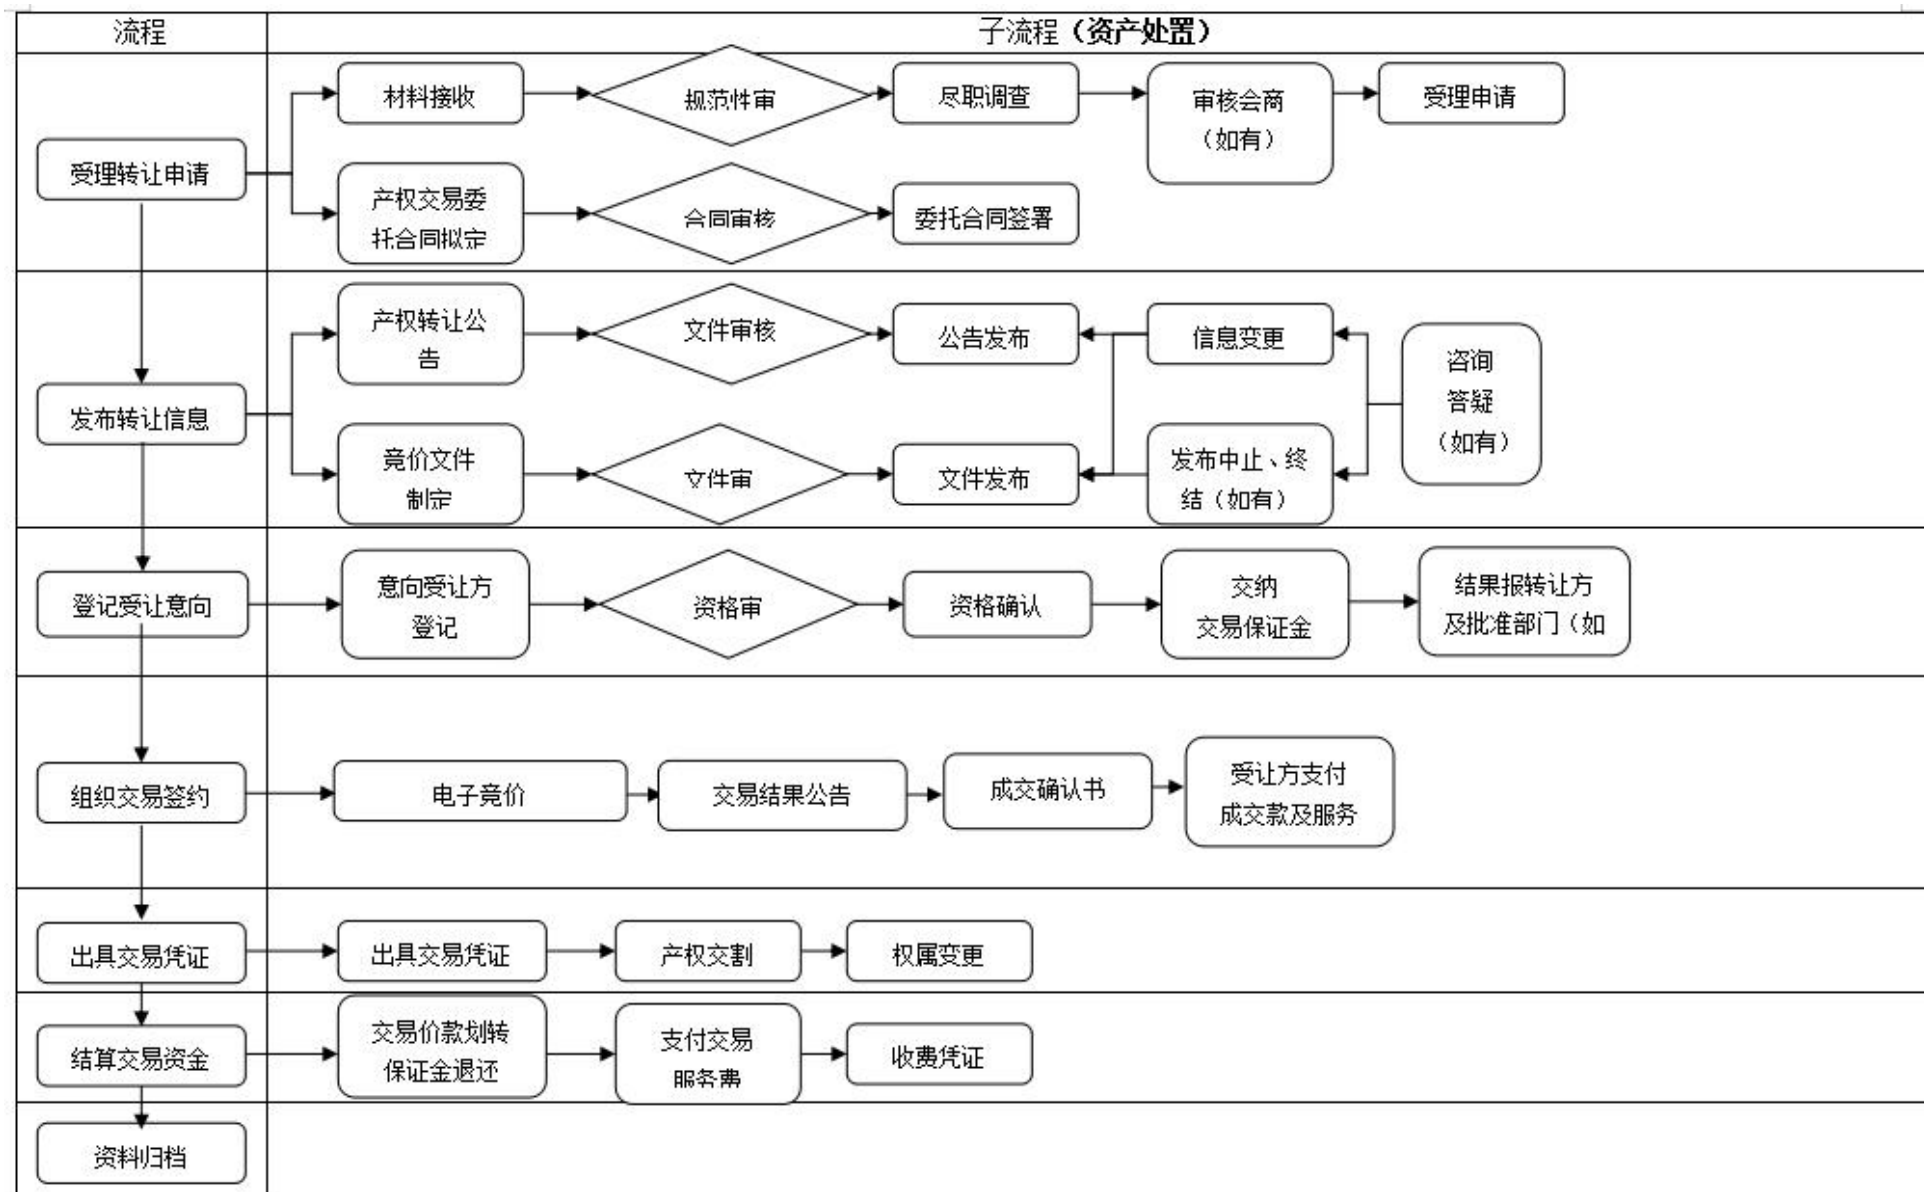 流程
子流程（资产处置）
受理转让申请
材料接收
规范性审
尽职调查
审核会商
（如有）
受理申请
产权交易委
托合同拟定
合同审核
委托合同签署
发布转让信息
产权转让公
告
文件审核
公告发布
信息变更
咨询
答疑
（如有）
竞价文件
制定
文件审
文件发布
发布中止、终
结（如有）
登记受让意向
意向受让方
登记
资格审
资格确认
交纳
交易保证金
结果报转让方
及批准部门（如
组织交易签约
电子竞价
交易结果公告
成交确认书
受让方支付
成交款及服务
出具交易凭证
出具交易凭证
产权交割
权属变更
结算交易资金
交易价款划转
保证金退还
支付交易
服务费
收费凭证
资料归档